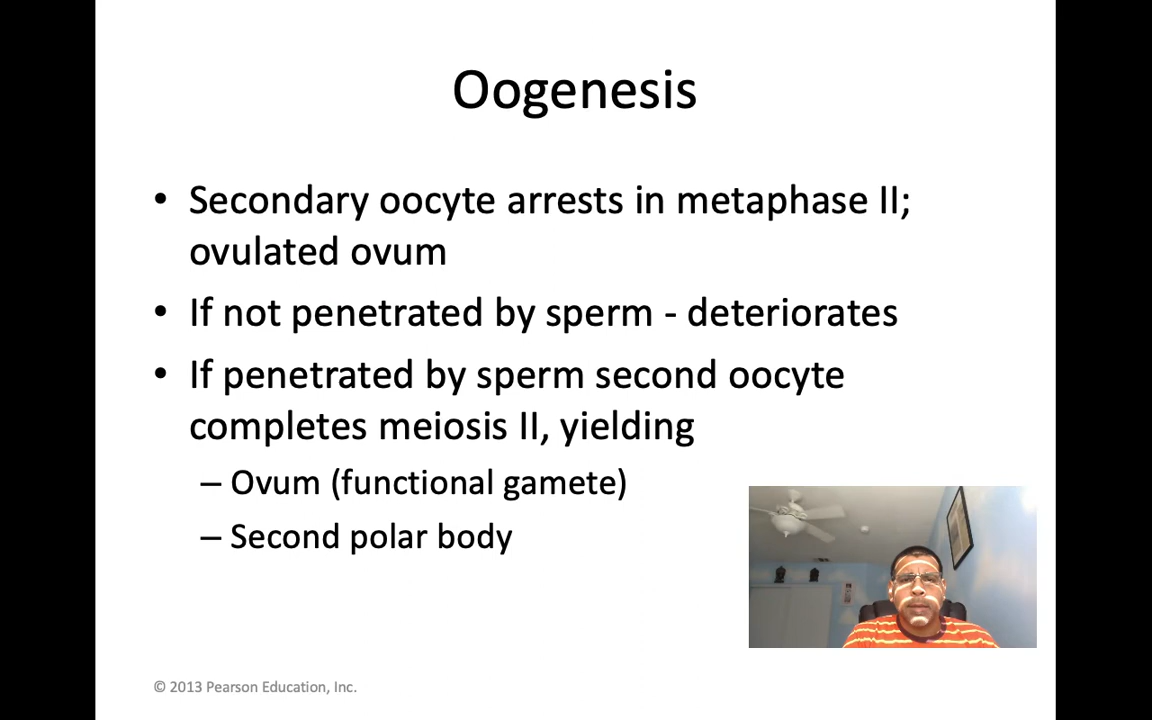 Oogenesis
• Secondary oocyte arrests in metaphase II;
ovulated ovum
• If not penetrated by sperm - deteriorates
• If penetrated by sperm second oocyte
completes meiosis II, yielding
– Ovum (functional gamete)
– Second polar body
© 2013 Pearson Education, Inc.